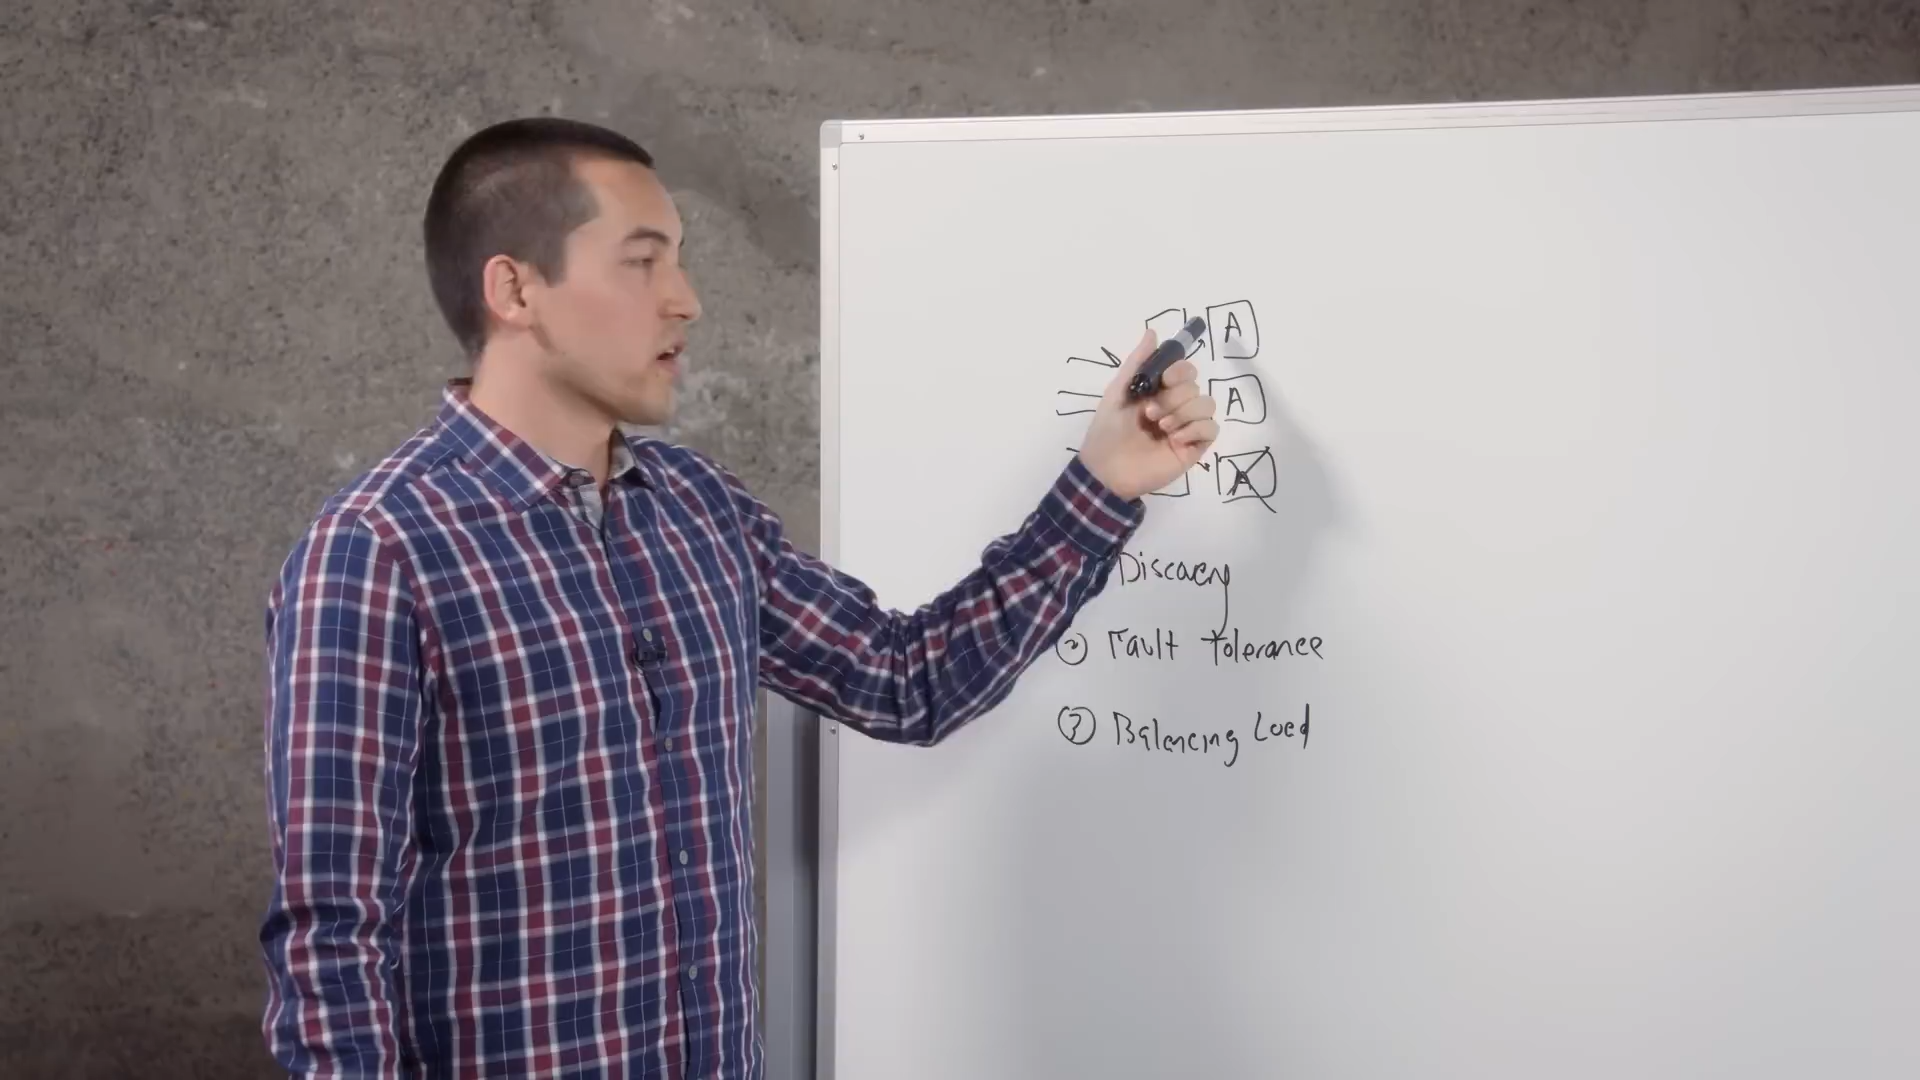 A
A
A
Discovery
② Fault Tolerance
③ Balancing Load